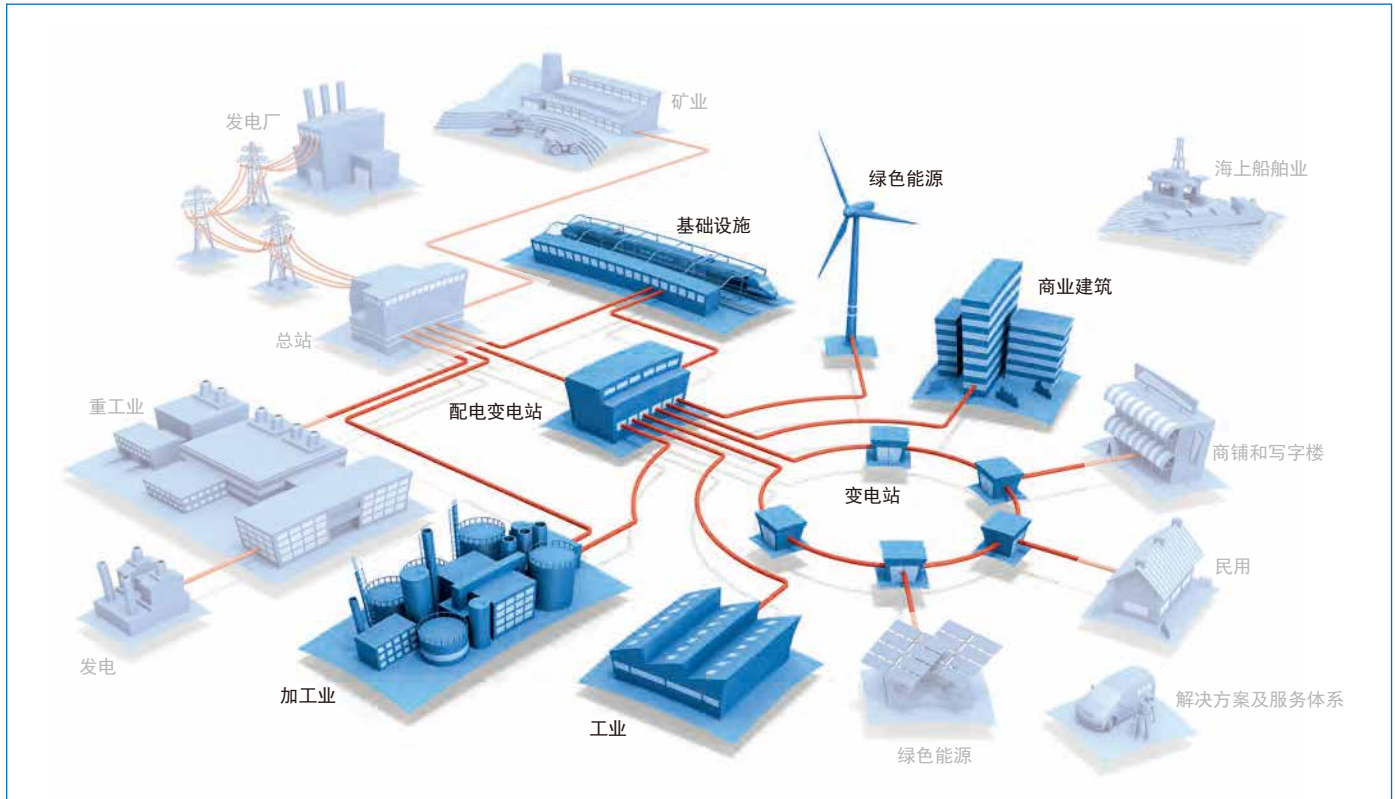 矿业
发电厂
海上船舶业
绿色能源
基础设施
商业建筑
总站
重工业
配电变电站
商铺和写字楼
变电站
民用
发电
加工业
工业
解决方案及服务体系
绿色能源